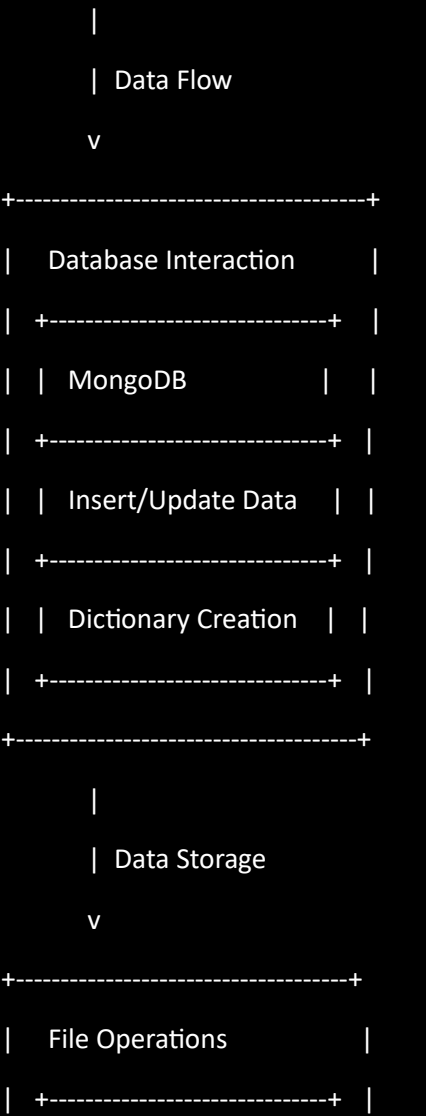 |
| Data Flow
v
+---------------------------------------+
| Database Interaction |
| +-------------------------------+ |
| | MongoDB | |
| +-------------------------------+ |
| | Insert/Update Data | |
| +-------------------------------+ |
| | Dictionary Creation | |
| +-------------------------------+ |
+--------------------------------------+
|
| Data Storage
v
+-------------------------------------+
| File Operations |
| +-------------------------------+ |